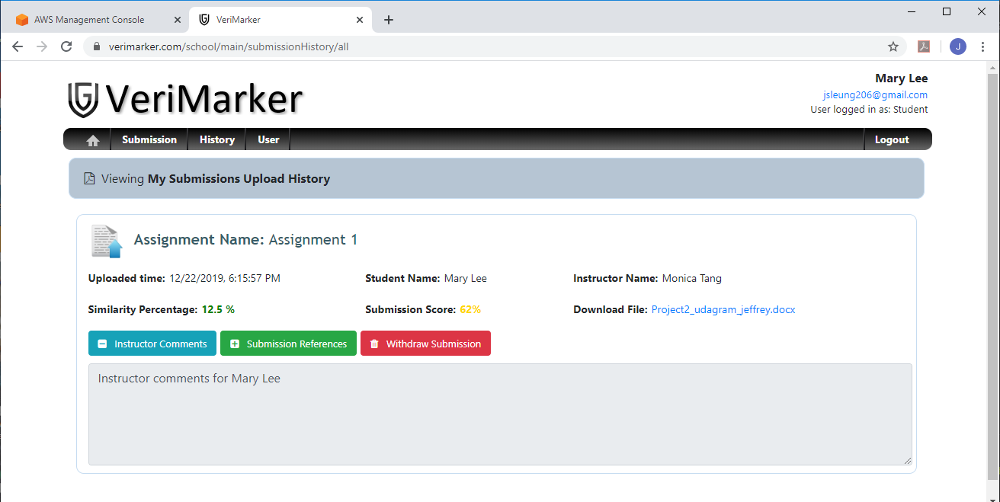 AWS Management Console VeriMarker
verimarker.com/school/main/submissionHistory/all J
Mary Lee
VeriMarker jsleung206@gmail.com
User logged in as: Student
Submission History User Logout
Viewing My Submissions Upload History
Assignment Name: Assignment 1
Uploaded time: 12/22/2019, 6:15:57 PM Student Name: Mary Lee Instructor Name: Monica Tang
Similarity Percentage: 12.5 % Submission Score: 62% Download File: Project2_udagram_jeffrey.docx
Instructor Comments Submission References Withdraw Submission
Instructor comments for Mary Lee